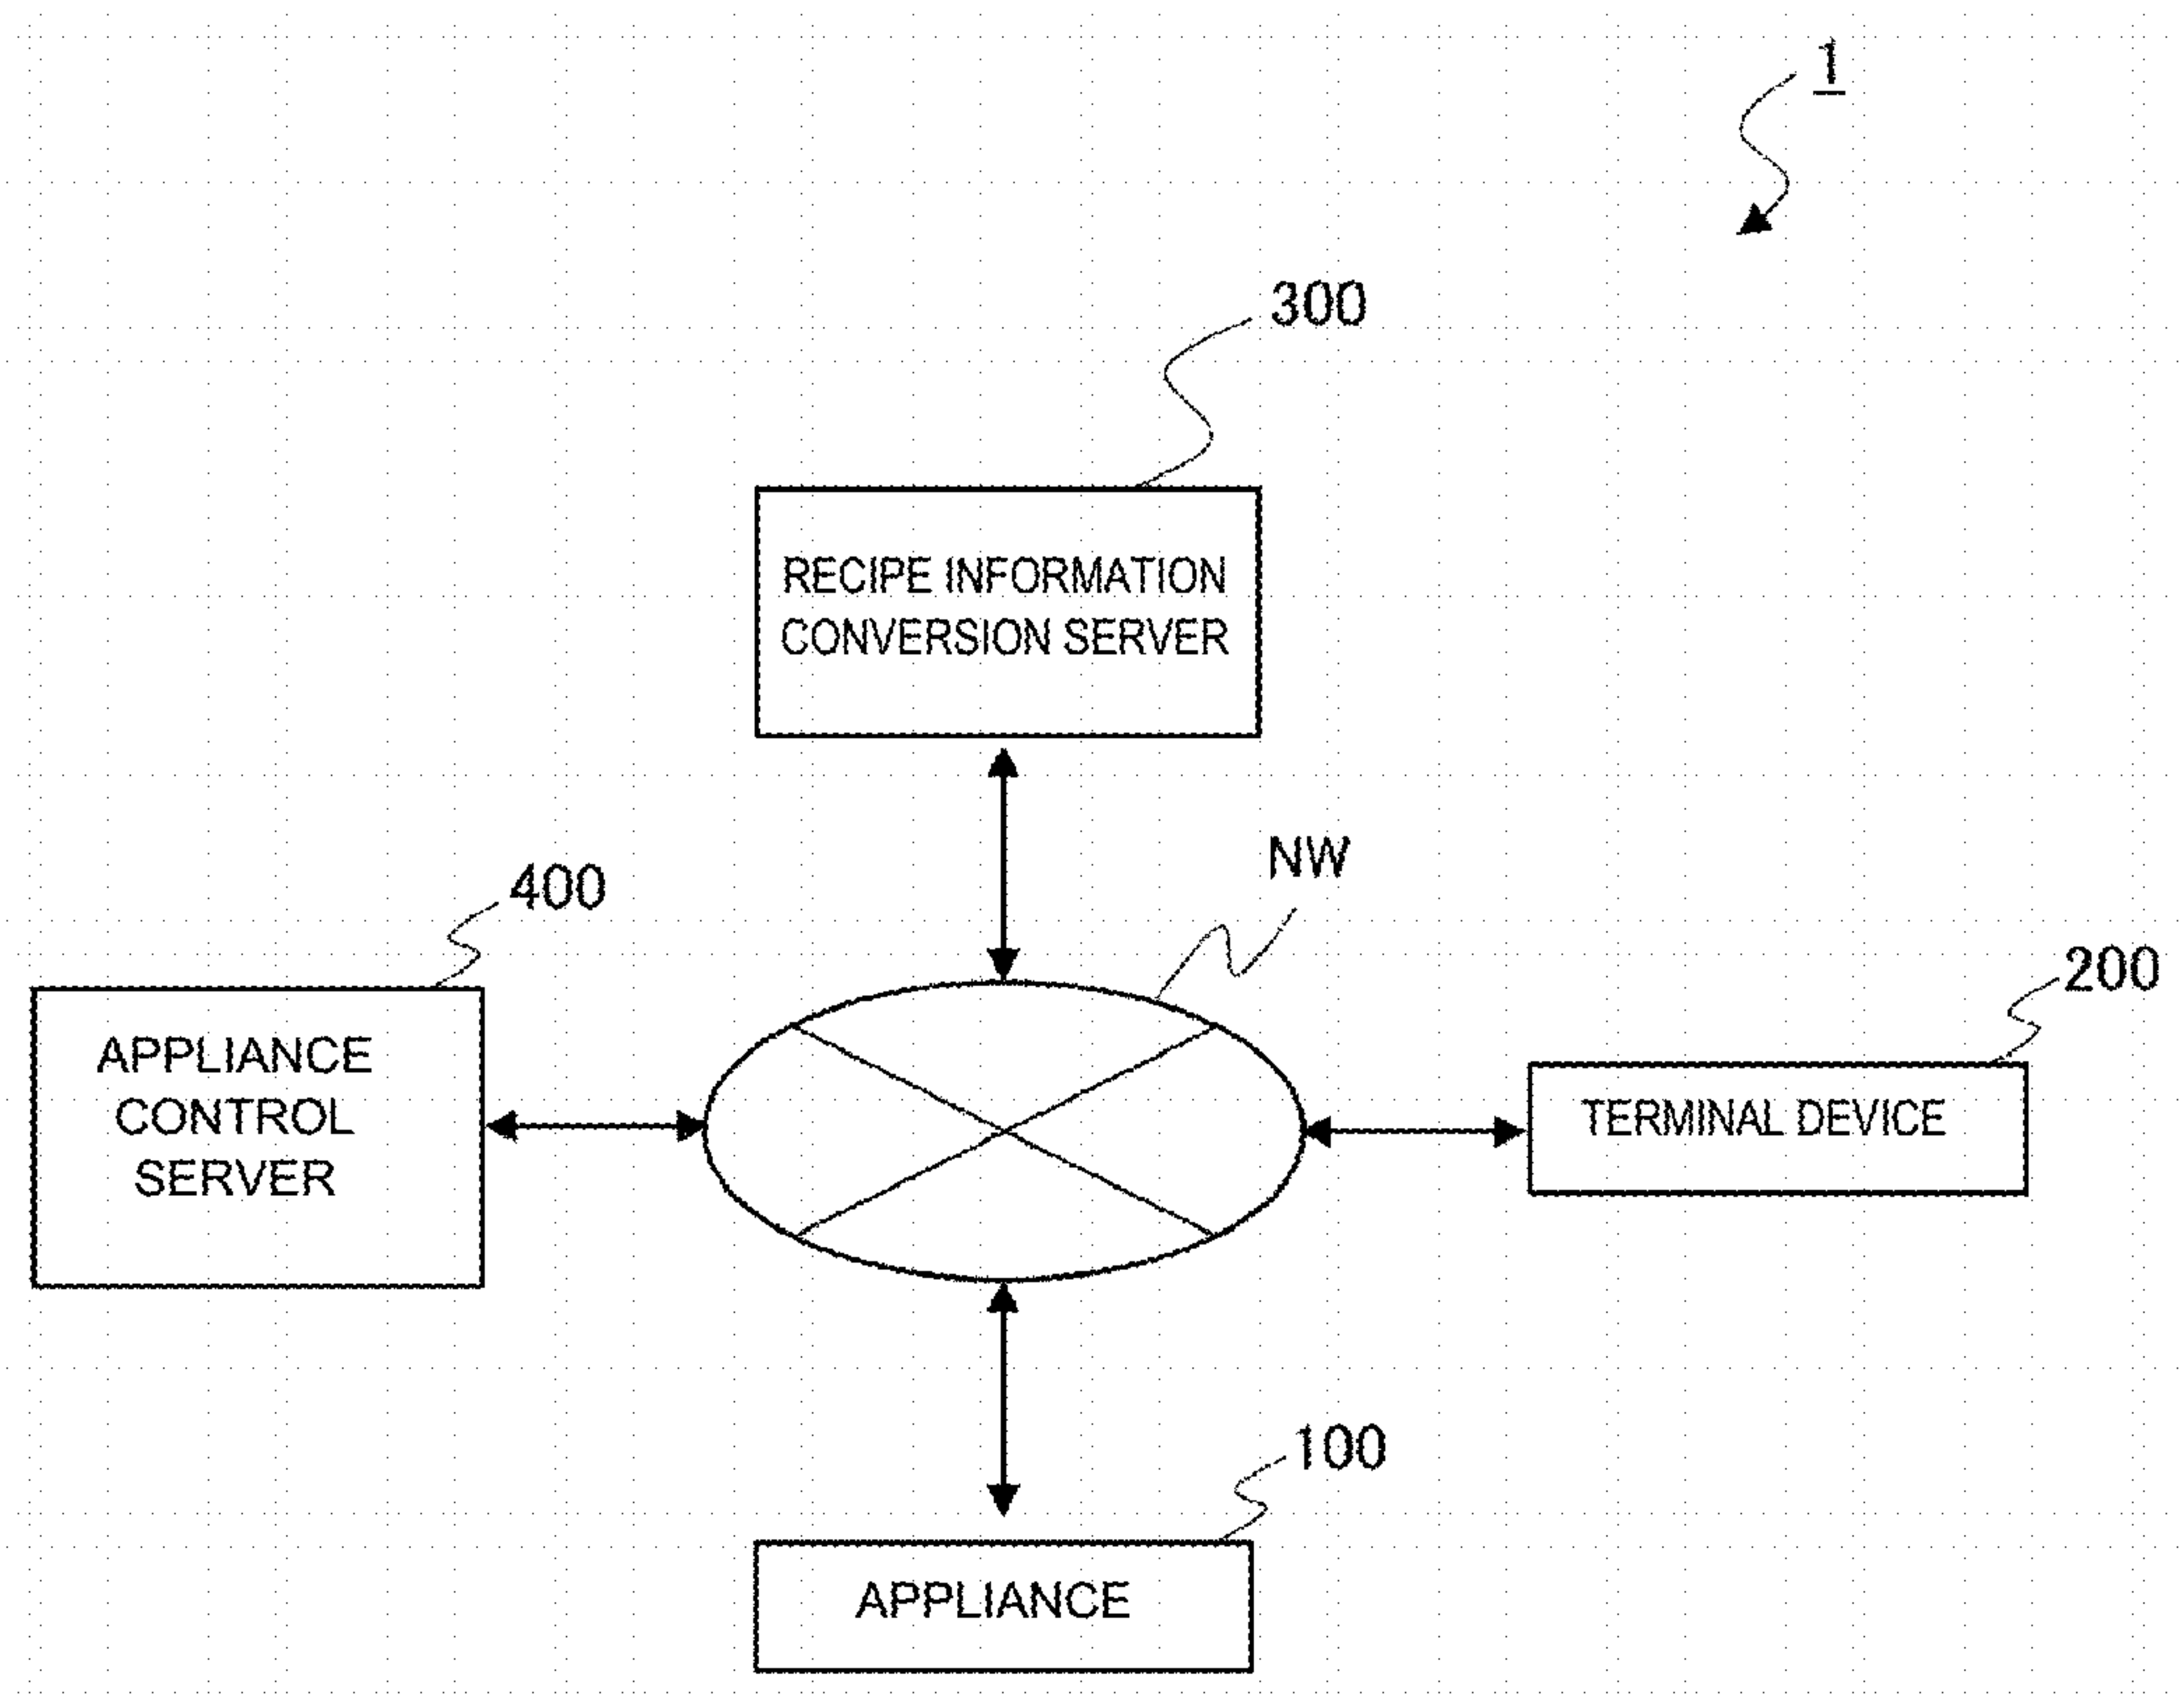 1
300
RECIPE INFORMATION
CONVERSION SERVER
NW
400
APPLIANCE
CONTROL
SERVER
200
TERMINAL DEVICE
100
APPLIANCE